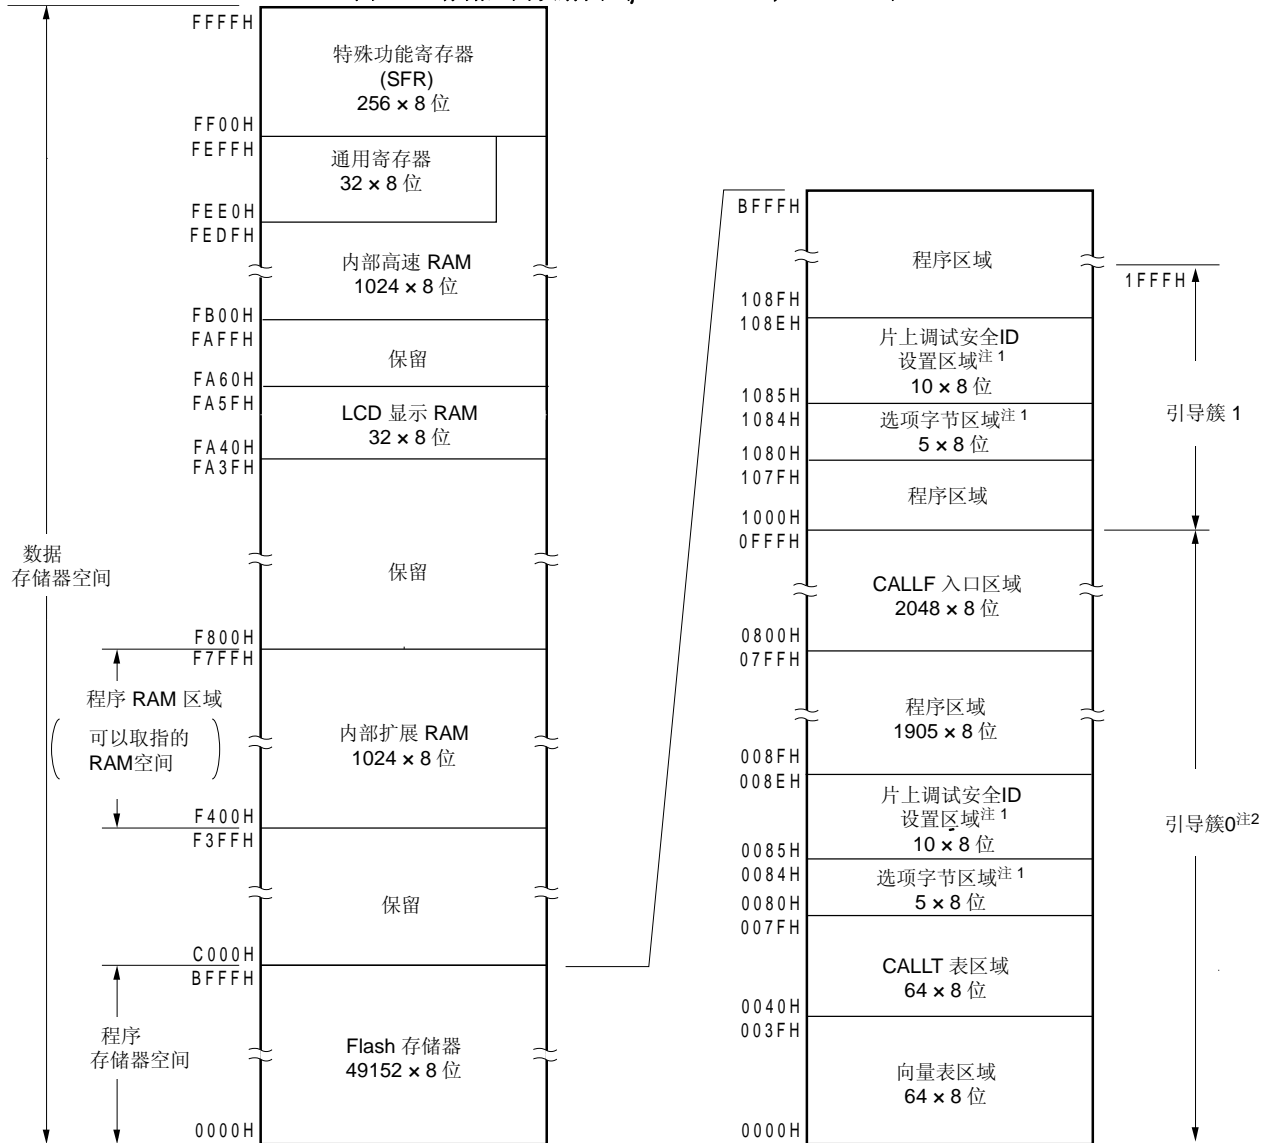 FFFFH
特殊功能寄存器
(SFR)
256 × 8 位
FF00H
FEFFH
通用寄存器
32 × 8 位
FEE0H
FEDFH
内部高速 RAM
1024 × 8 位
FB00H
FAFFH
保留
FA60H
FA5FH
LCD 显示 RAM
32 × 8 位
FA40H
FA3FH
数据
存储器空间
保留
F800H
F7FFH
程序 RAM 区域
可以取指的
RAM空间
内部扩展 RAM
1024 × 8 位
F400H
F3FFH
保留
C000H
BFFFH
程序
存储器空间
Flash 存储器
49152 × 8 位
0000H
BFFFH
程序区域
1FFFH
108FH
108EH
片上调试安全ID
设置区域注 1
10 × 8 位
1085H
1084H
选项字节区域注 1
5 × 8 位
引导簇 1
1080H
107FH
程序区域
1000H
0FFFH
CALLF 入口区域
2048 × 8 位
0800H
07FFH
程序区域
1905 × 8 位
008FH
008EH
片上调试安全ID
设置区域注 1
10 × 8 位
引导簇0注2
0085H
0084H
选项字节区域注 1
5 × 8 位
0080H
007FH
CALLT 表区域
64 × 8 位
0040H
003FH
向量表区域
64 × 8 位
0000H